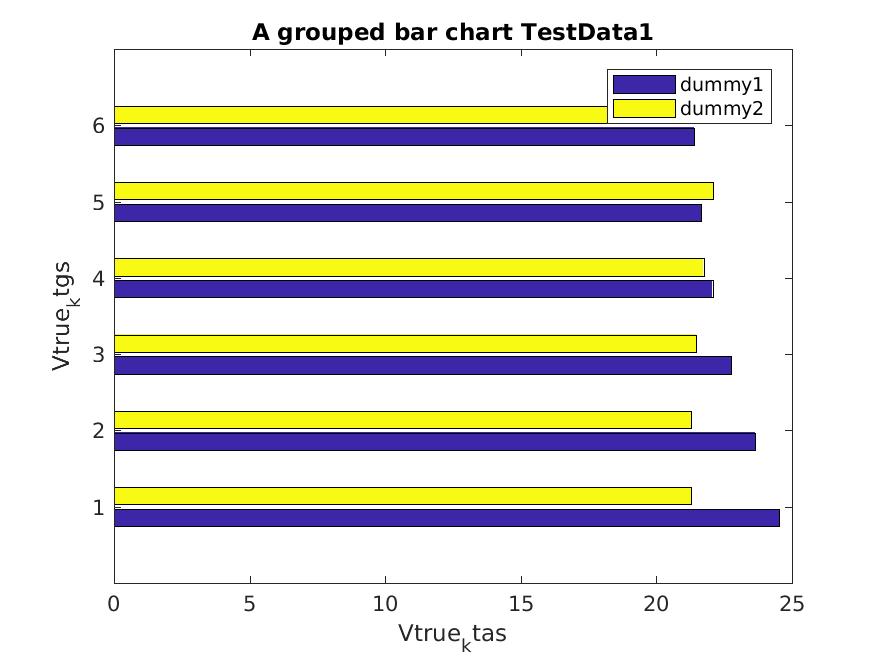 A grouped bar chart TestData1
dummy1
dummy2
6
5
4
3
2
1
Vtrue_ktgs
0 5 10 15 20 25
Vtrue_ktas